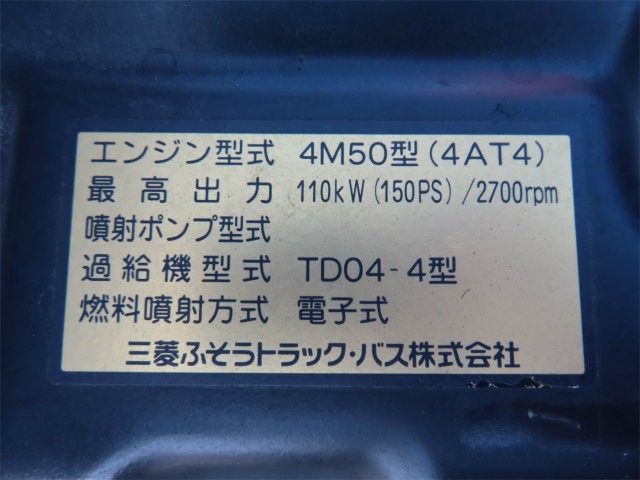 エンジン型式 4M50型(4AT4)
最高出力 110kW(150PS)/2700rpm
噴射ポンプ型式
過給機型式 TD04-4型
燃料噴射方式 電子式
三菱ふそうトラック・バス株式会社